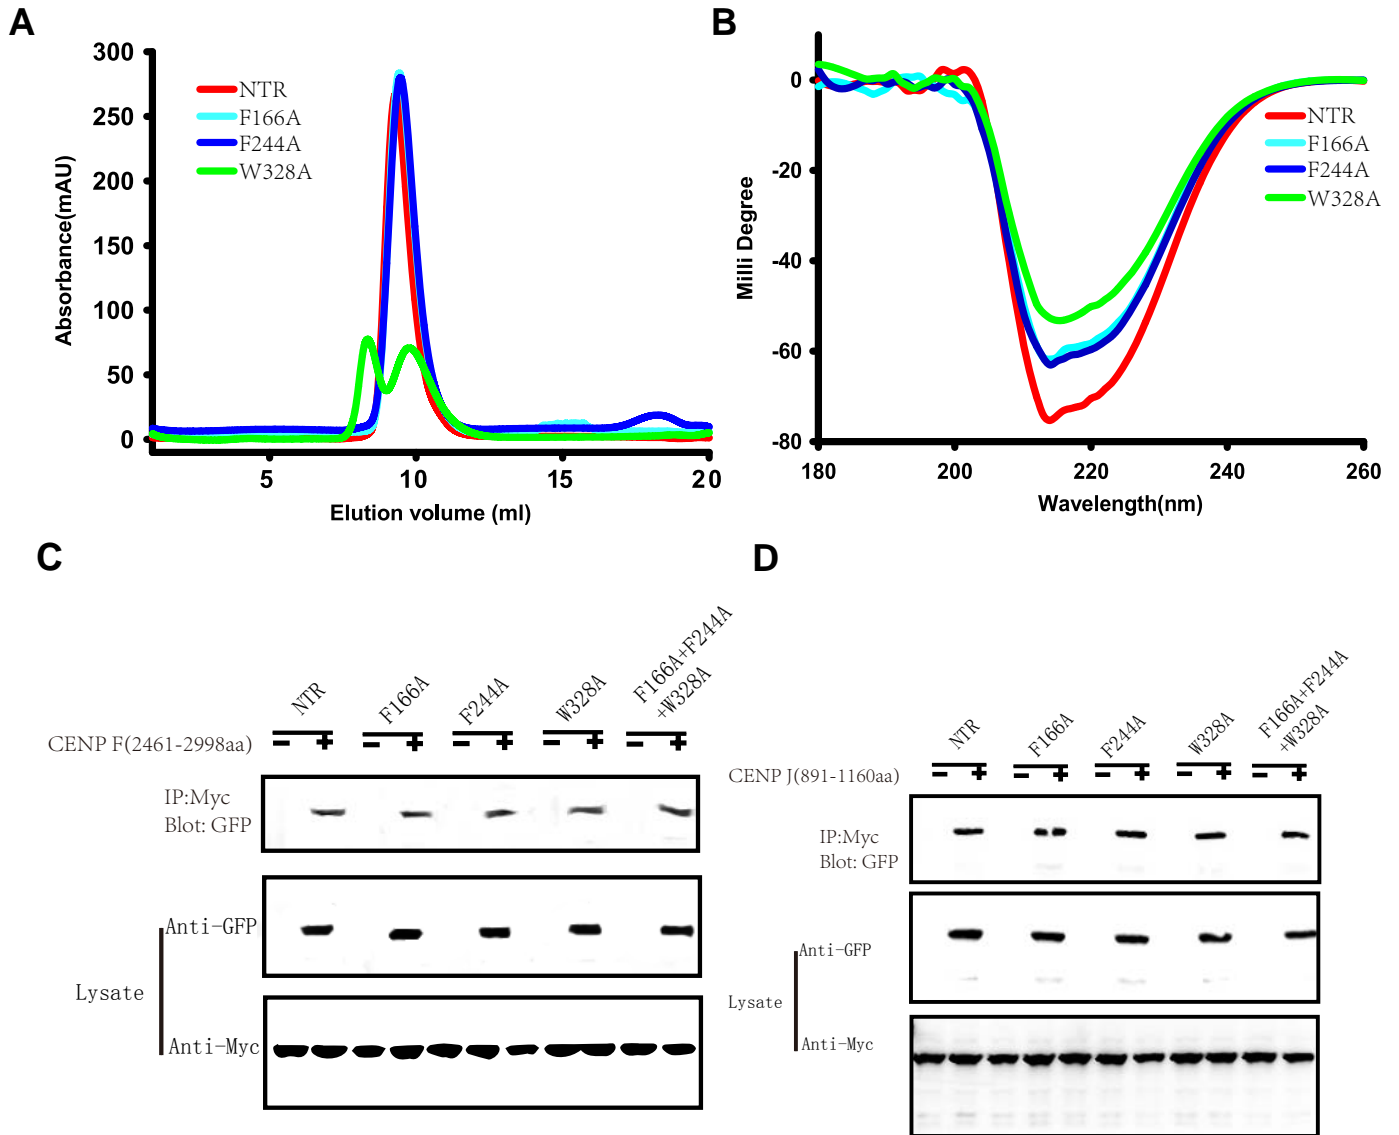 A
300
250
200
150
100
50
0
Absorbance(mAU)
NTR
F166A
F244A
W328A
5
10
15
20
Elution volume (ml)
B
0
-20
-40
-60
-80
Milli Degree
NTR
F166A
F244A
W328A
180
200
220
240
260
Wavelength(nm)
C
NTR
F166A
F244A
W328A
F166A+F244A
+W328A
CENP F(2461-2998aa)
- + - + - + - + - +
IP:Myc
Blot: GFP
Anti-GFP
Lysate
Anti-Myc
D
NTR
F166A
F244A
W328A
F166A+F244A
+W328A
CENP J(891-1160aa)
- + - + - + - + - +
IP:Myc
Blot: GFP
Anti-GFP
Lysate
Anti-Myc